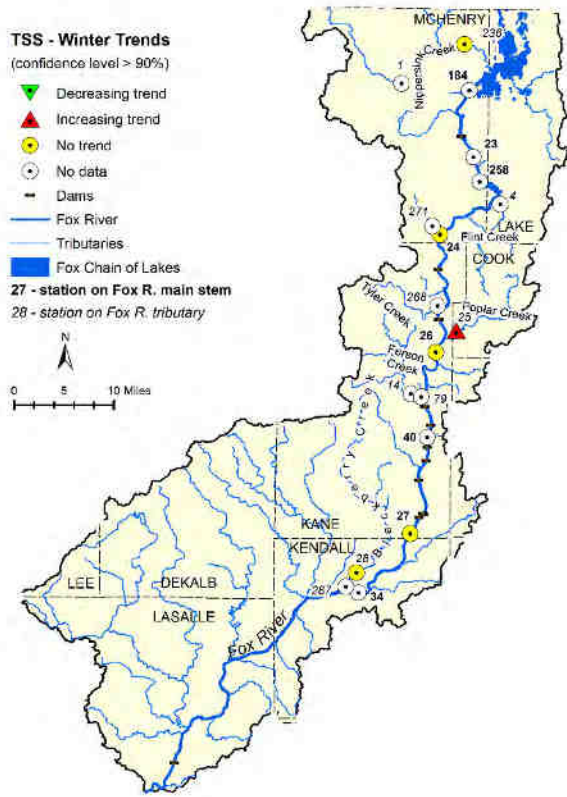 TSS - Winter Trends
(confidence level > 90%)
Decreasing trend
Increasing trend
No trend
No data
Dams
Fox River
Tributaries
Fox Chain of Lakes
27 - station on Fox R. main stem
28 - station on Fox R. tributary
N
0 5 10 Miles
MCHENRY
236
Nippersink Creek
1
184
23
258
4
271
LAKE
Flint Creek
24
COOK
268
Tyler Creek
Poplar Creek
25
26
Ferson Creek
14
79
40
Blackberry Creek
27
KANE
KENDALL
28
287
34
LEE
DEKALB
LASALLE
Fox River